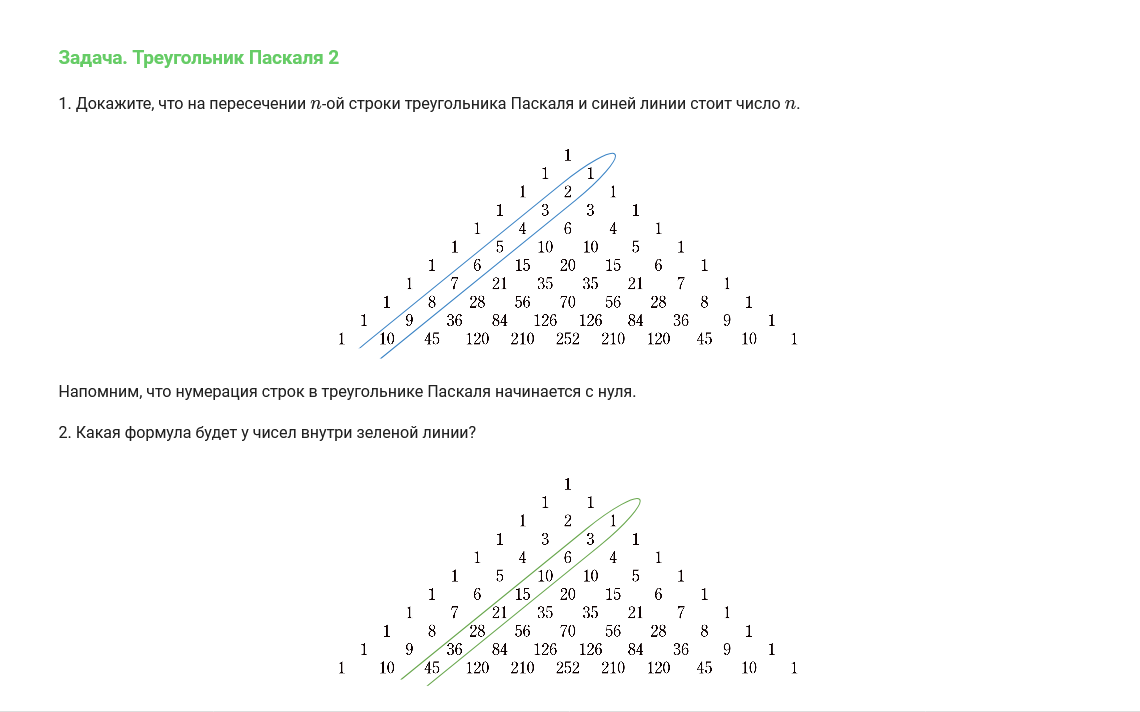 Задача. Треугольник Паскаля 2
1. Докажите, что на пересечении n-ой строки треугольника Паскаля и синей линии стоит число n.
1
1 1
1 2 1
1 3 3 1
1 4 6 4 1
1 5 10 10 5 1
1 6 15 20 15 6 1
1 7 21 35 35 21 7 1
1 8 28 56 70 56 28 8 1
1 9 36 84 126 126 84 36 9 1
1 10 45 120 210 252 210 120 45 10 1
Напомним, что нумерация строк в треугольнике Паскаля начинается с нуля.
2. Какая формула будет у чисел внутри зеленой линии?
1
1 1
1 2 1
1 3 3 1
1 4 6 4 1
1 5 10 10 5 1
1 6 15 20 15 6 1
1 7 21 35 35 21 7 1
1 8 28 56 70 56 28 8 1
1 9 36 84 126 126 84 36 9 1
1 10 45 120 210 252 210 120 45 10 1